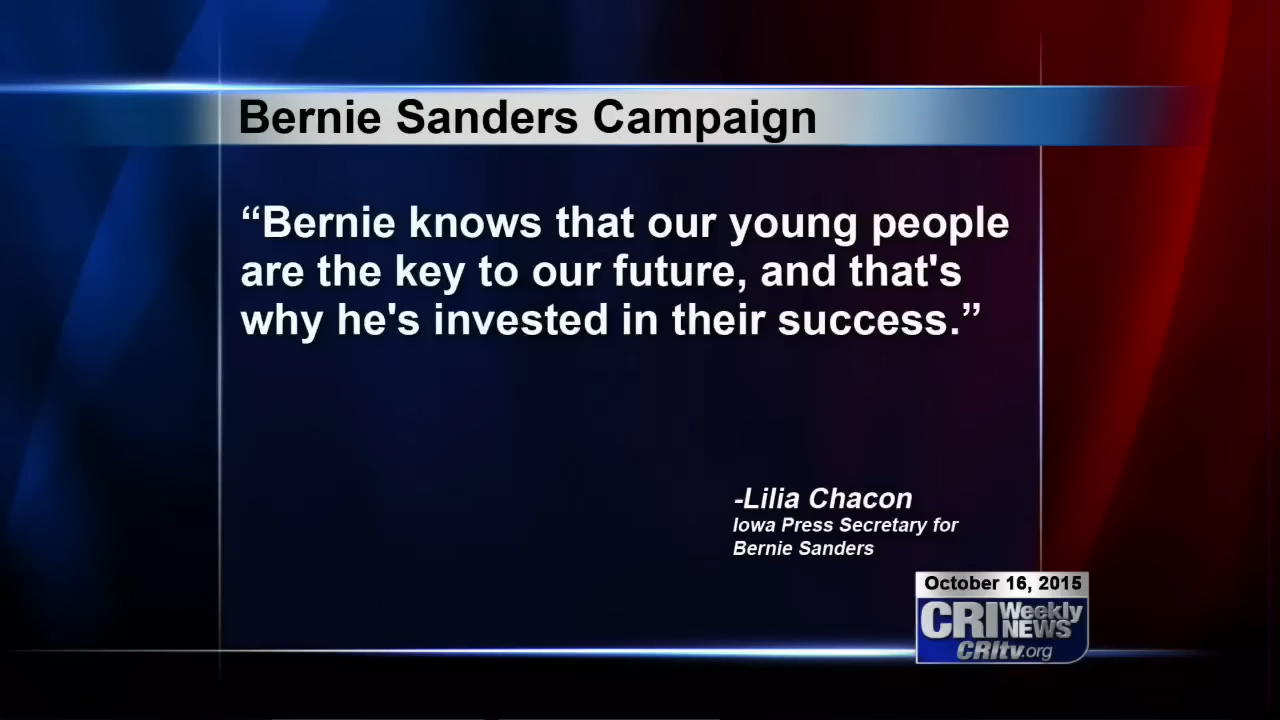 Bernie Sanders Campaign
“Bernie knows that our young people
are the key to our future, and that's
why he's invested in their success.”
-Lilia Chacon
Iowa Press Secretary for
Bernie Sanders
October 16, 2015
CRI Weekly NEWS
CRItv.org